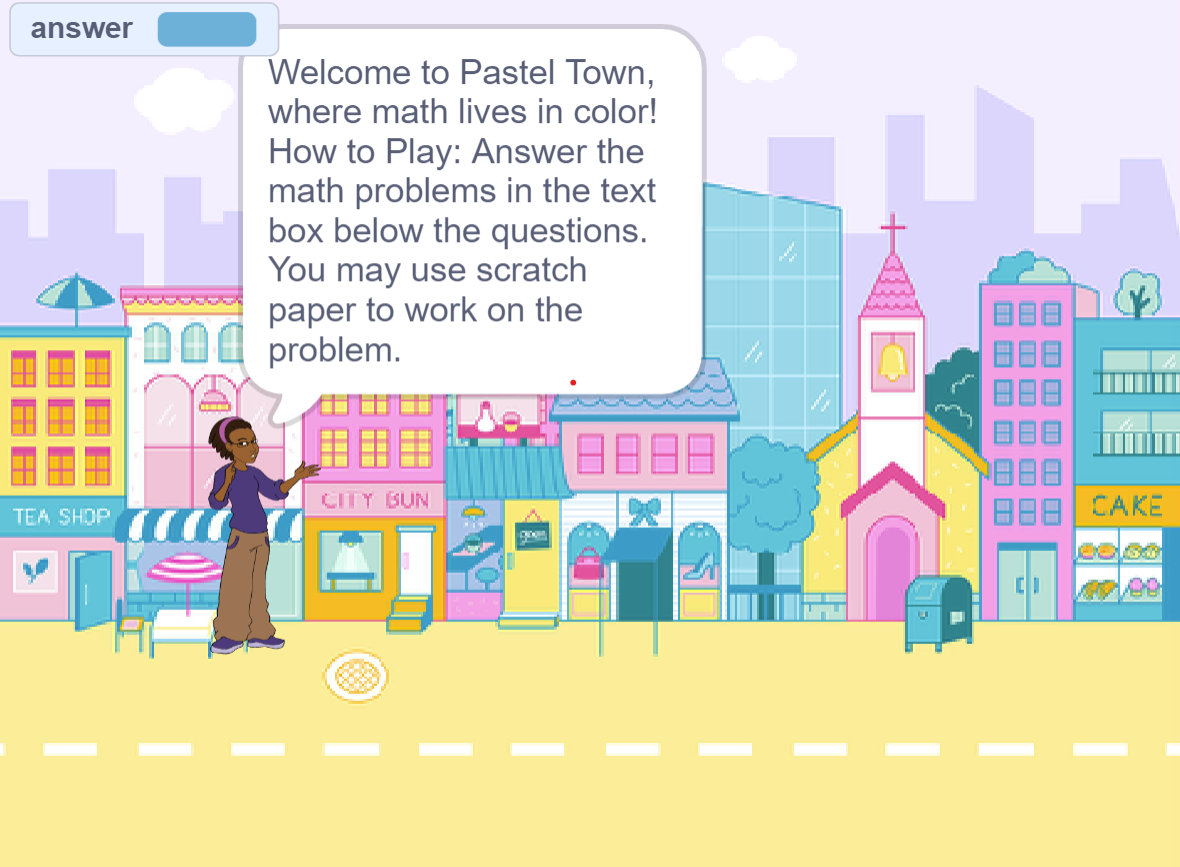 answer
Welcome to Pastel Town,
where math lives in color!
How to Play: Answer the
math problems in the text
box below the questions.
You may use scratch
paper to work on the
problem.
TEA SHOP
CITY BUN
OPEN
CAKE